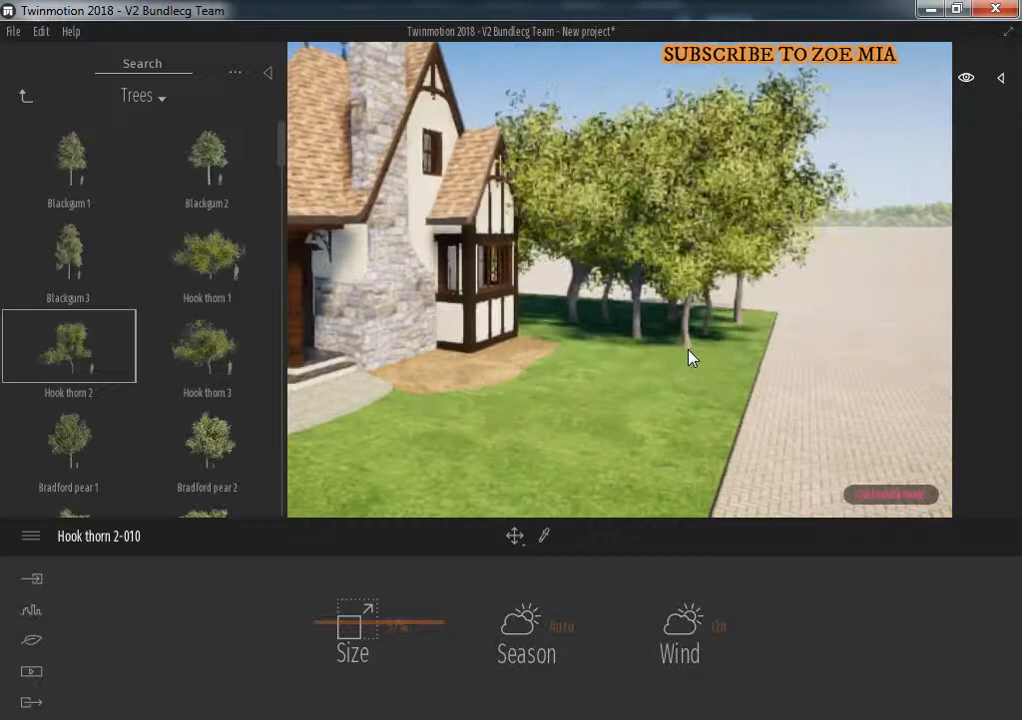 Twinmotion 2018 - V2 Bundlecg Team
File Edit Help
Twinmotion 2018 - V2 Bundlecg Team - New project*
SUBSCRIBE TO ZOE MIA
Search
...
Trees
Blackgum 1
Blackgum 2
Blackgum 3
Hook thorn 1
Hook thorn 2
Hook thorn 3
Bradford pear 1
Bradford pear 2
Hook thorn 2-010
Size
Season
Auto
Wind
On